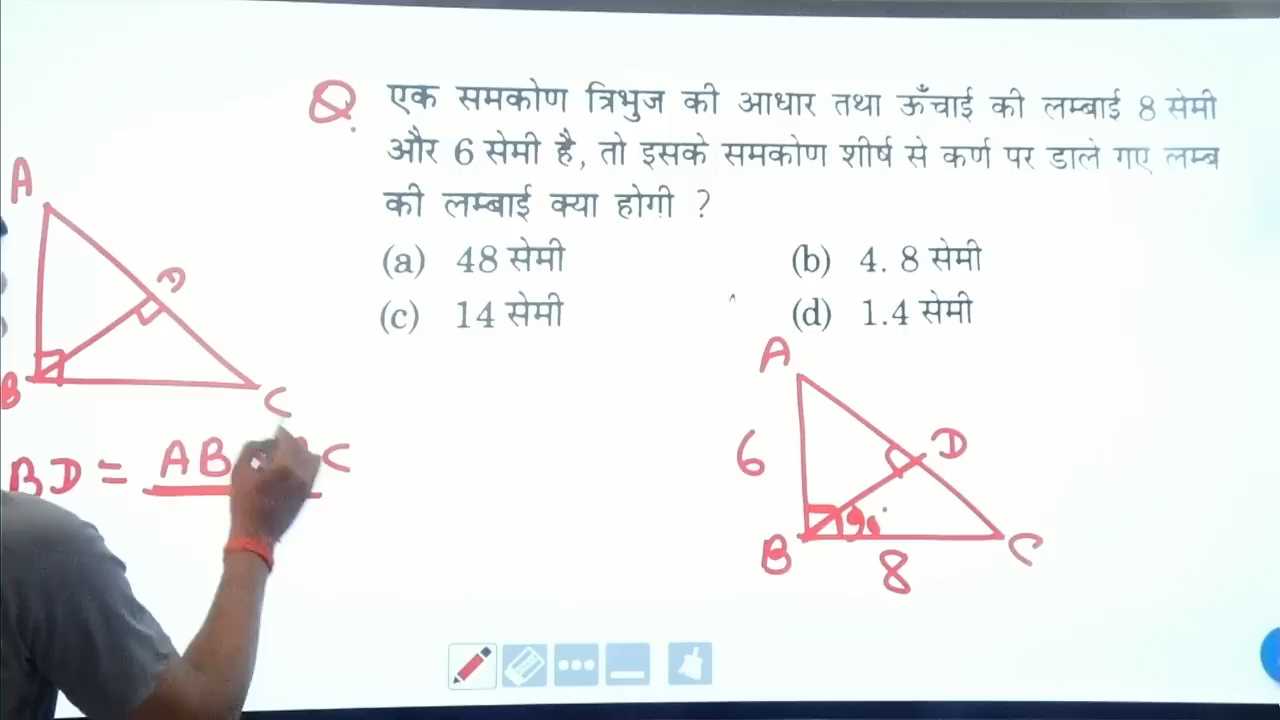 Q. एक समकोण त्रिभुज की आधार तथा ऊँचाई की लम्बाई 8 सेमी
और 6 सेमी है, तो इसके समकोण शीर्ष से कर्ण पर डाले गए लम्ब
की लम्बाई क्या होगी ?
(a) 48 सेमी (b) 4. 8 सेमी
(c) 14 सेमी (d) 1.4 सेमी
A
D
B
C
BD = AB C
A
6
D
90°
B
8
C